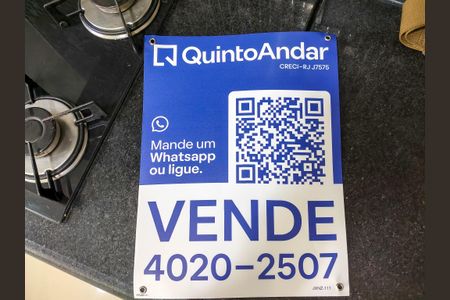 QuintoAndar
CRECI-RJ J7575
Mande um
Whatsapp
ou ligue.
VENDE
4020-2507